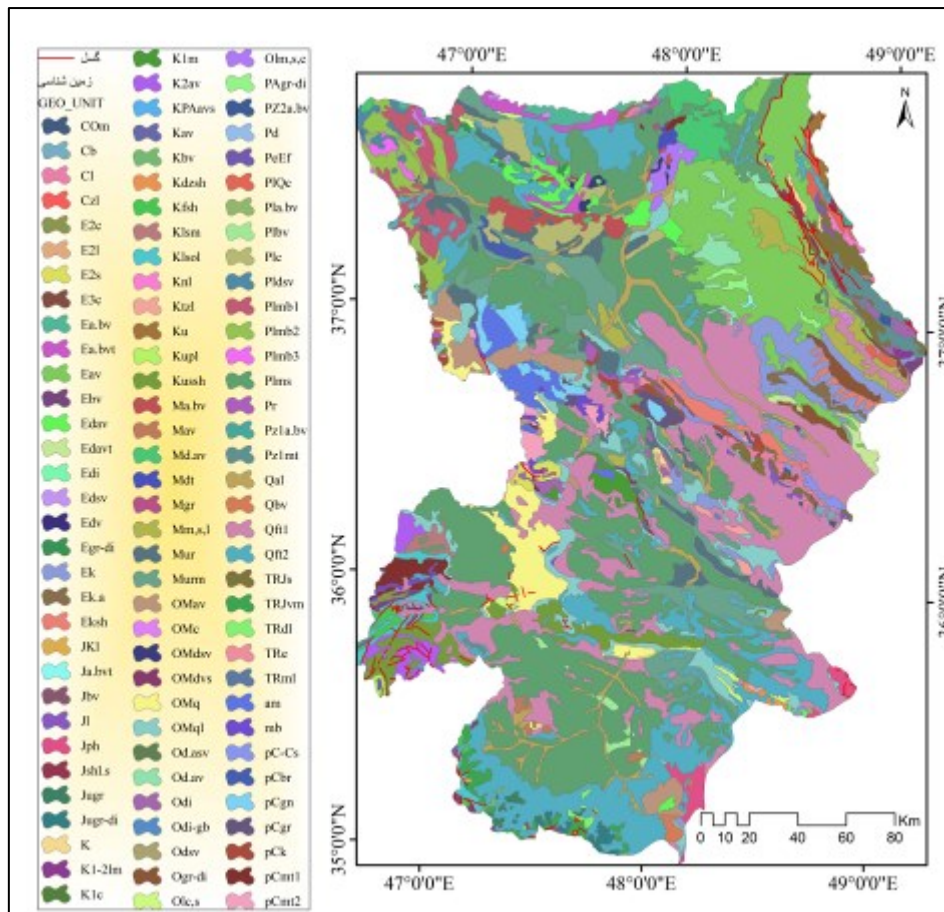 گسل
زمین شناسی
GEO_UNIT
COm
Cb
Cl
Czl
E2c
E2l
E2s
E3c
Ea.bv
Ea.bvt
Eav
Ebv
Edav
Edavt
Edi
Edsv
Edv
Egr-di
Ek
Ek.a
Eksh
JKl
Ja.bvt
Jbv
Jl
Jph
Jshl.s
Jugr
Jugr-di
K
K1-2lm
K1c
K1m
K2av
KPAavs
Kav
Kbv
Kdzsh
Kfsh
Klsm
Klsol
Knl
Ktzl
Ku
Kupl
Kussh
Ma.bv
Mav
Md.av
Mdt
Mgr
Mm,s,l
Mur
Murm
OMav
OMc
OMdsv
OMdvs
OMq
OMql
Od.asv
Od.av
Odi
Odi-gb
Odsv
Ogr-di
Olc,s
Olm,s,c
PAgr-di
PZ2a.bv
Pd
PeEf
PlQc
Pla.bv
Plbv
Plc
Pldsv
Plmb1
Plmb2
Plmb3
Plms
Pr
Pz1a.bv
Pz1mt
Qal
Qbv
Qft1
Qft2
TRJs
TRJvm
TRdl
TRe
TRml
am
mb
pC-Cs
pCbr
pCgn
pCgr
pCk
pCmt1
pCmt2
47°0'0"E 48°0'0"E 49°0'0"E
N
37°0'0"N
37°0'0"N
36°0'0"N
36°0'0"N
35°0'0"N
0 5 10 20 40 60 80 Km
47°0'0"E 48°0'0"E 49°0'0"E